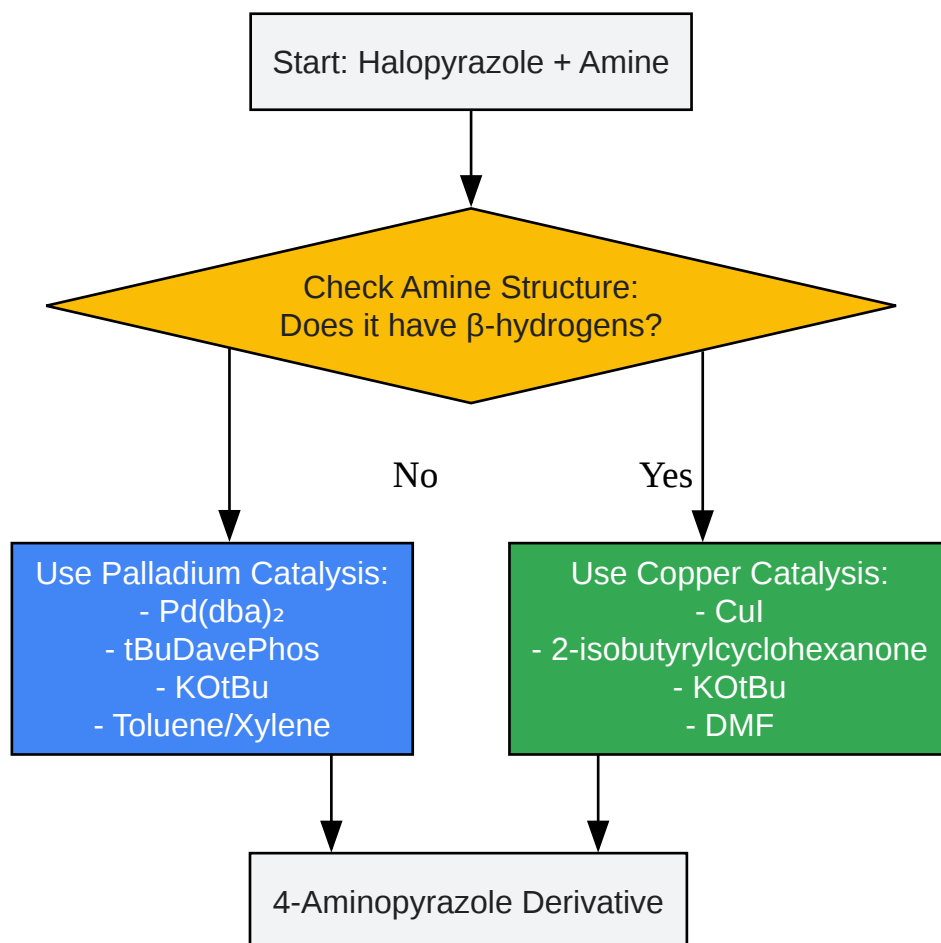 Start: Halopyrazole + Amine
Check Amine Structure:
Does it have β-hydrogens?
No
Yes
Use Palladium Catalysis:
- Pd(dba)₂
- tBuDavePhos
- KOtBu
- Toluene/Xylene
Use Copper Catalysis:
- CuI
- 2-isobutyrylcyclohexanone
- KOtBu
- DMF
4-Aminopyrazole Derivative